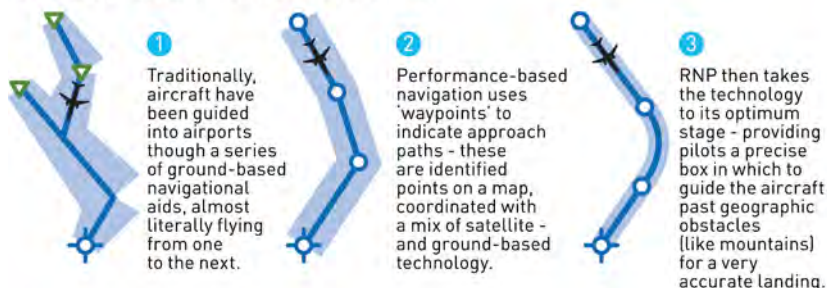 1
Traditionally,
aircraft have
been guided
into airports
though a series
of ground-based
navigational
aids, almost
literally flying
from one
to the next.
2
Performance-based
navigation uses
‘waypoints’ to
indicate approach
paths - these
are identified
points on a map,
coordinated with
a mix of satellite -
and ground-based
technology.
3
RNP then takes
the technology
to its optimum
stage - providing
pilots a precise
box in which to
guide the aircraft
past geographic
obstacles
(like mountains)
for a very
accurate landing.